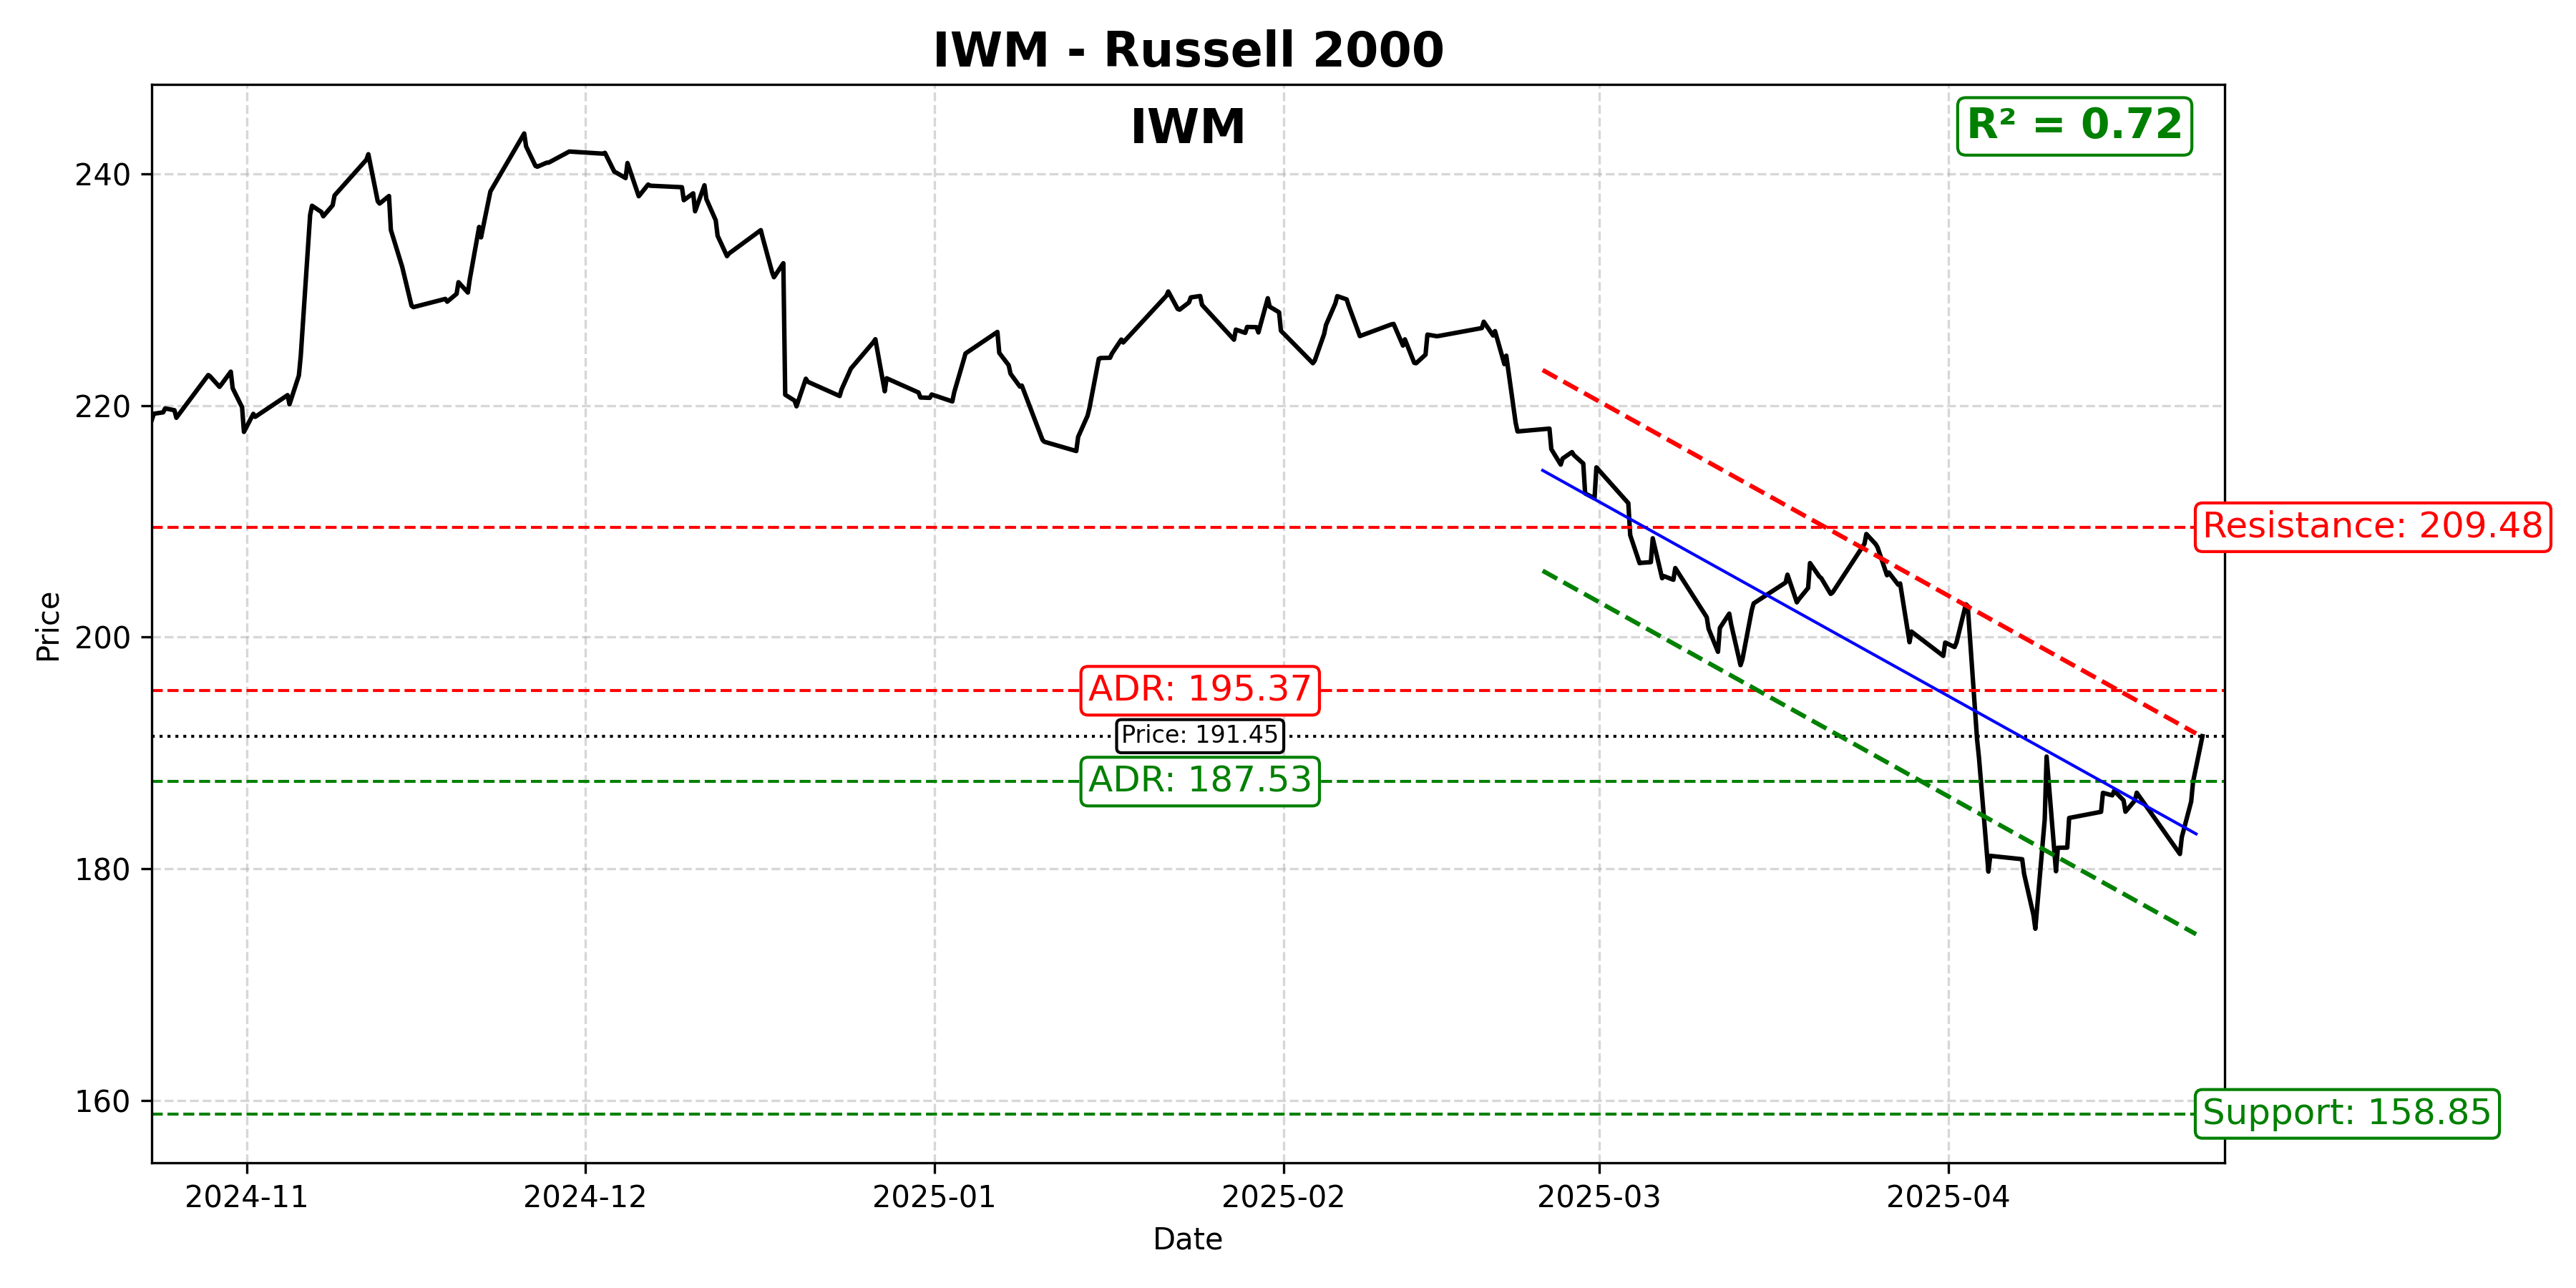 IWM - Russell 2000
IWM
R² = 0.72
240
220
200
180
160
Price
Resistance: 209.48
ADR: 195.37
Price: 191.45
ADR: 187.53
Support: 158.85
2024-11
2024-12
2025-01
2025-02
2025-03
2025-04
Date